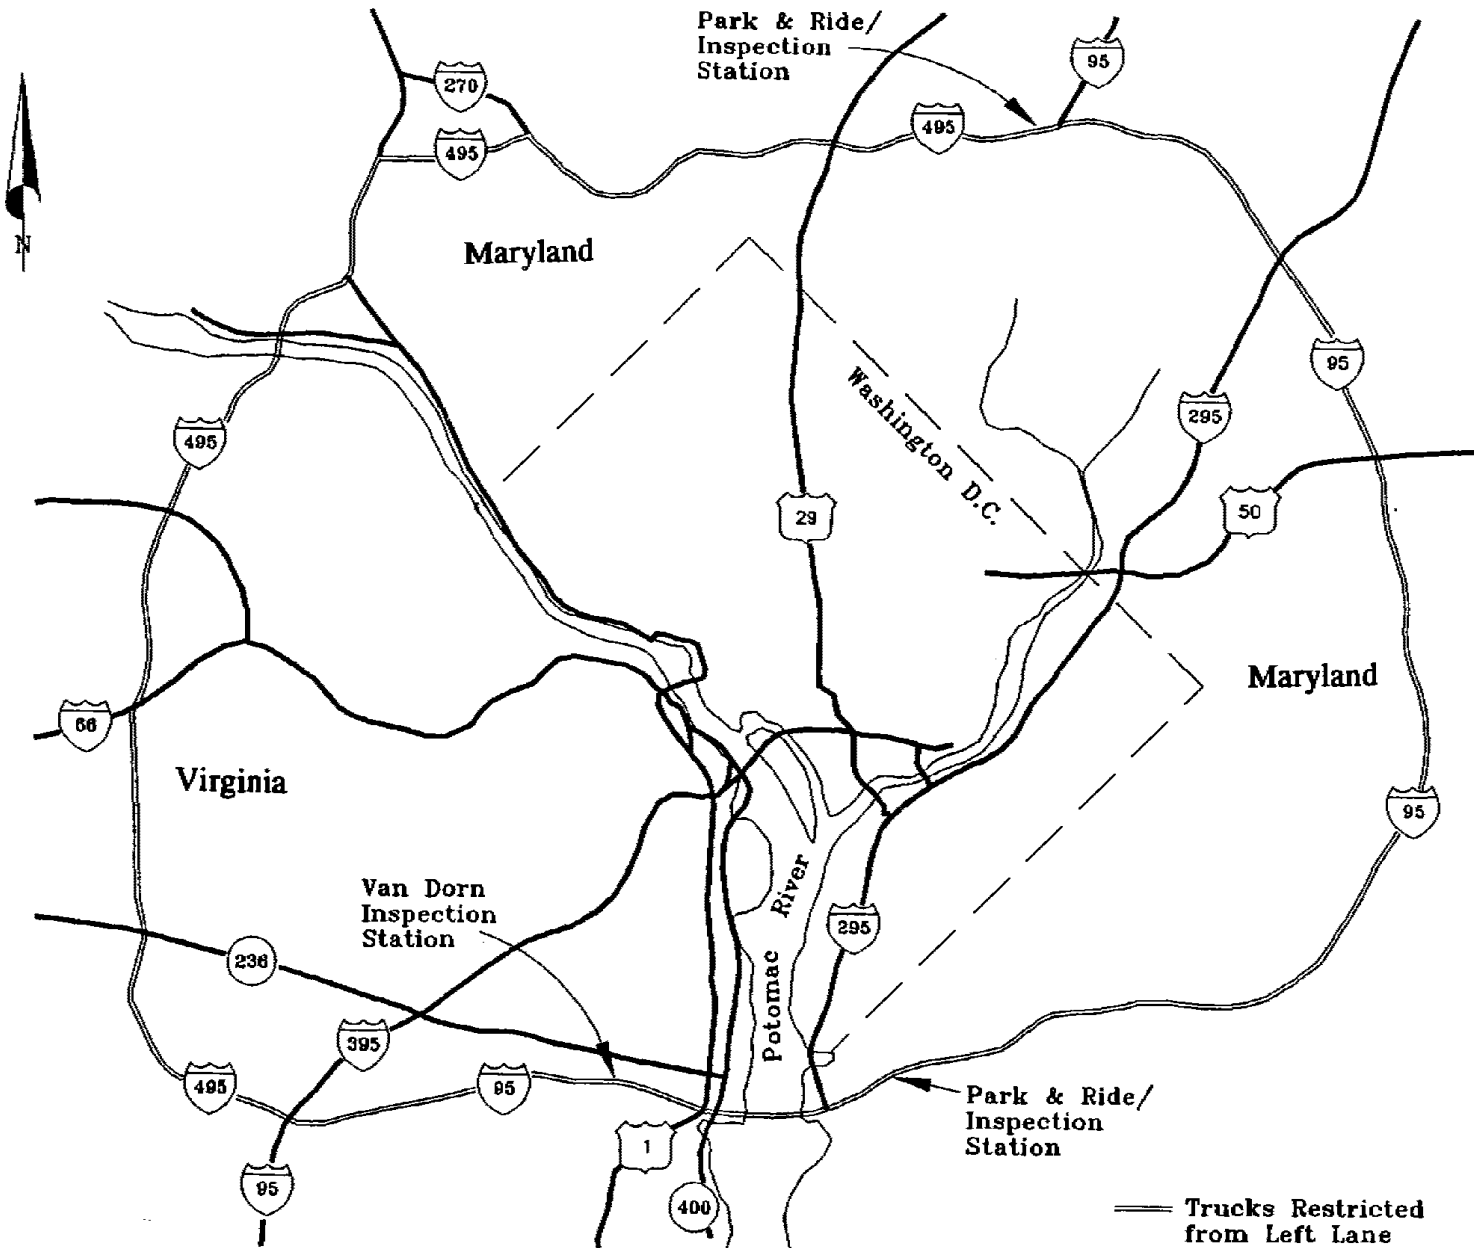 Park & Ride/
Inspection
Station
95
270
495
495
N
Maryland
95
Washington D.C.
295
495
50
29
Maryland
66
Virginia
95
River
Van Dorn
Inspection
Station
295
236
Potomac
395
495
95
Park & Ride/
Inspection
Station
1
95
400
Trucks Restricted
from Left Lane